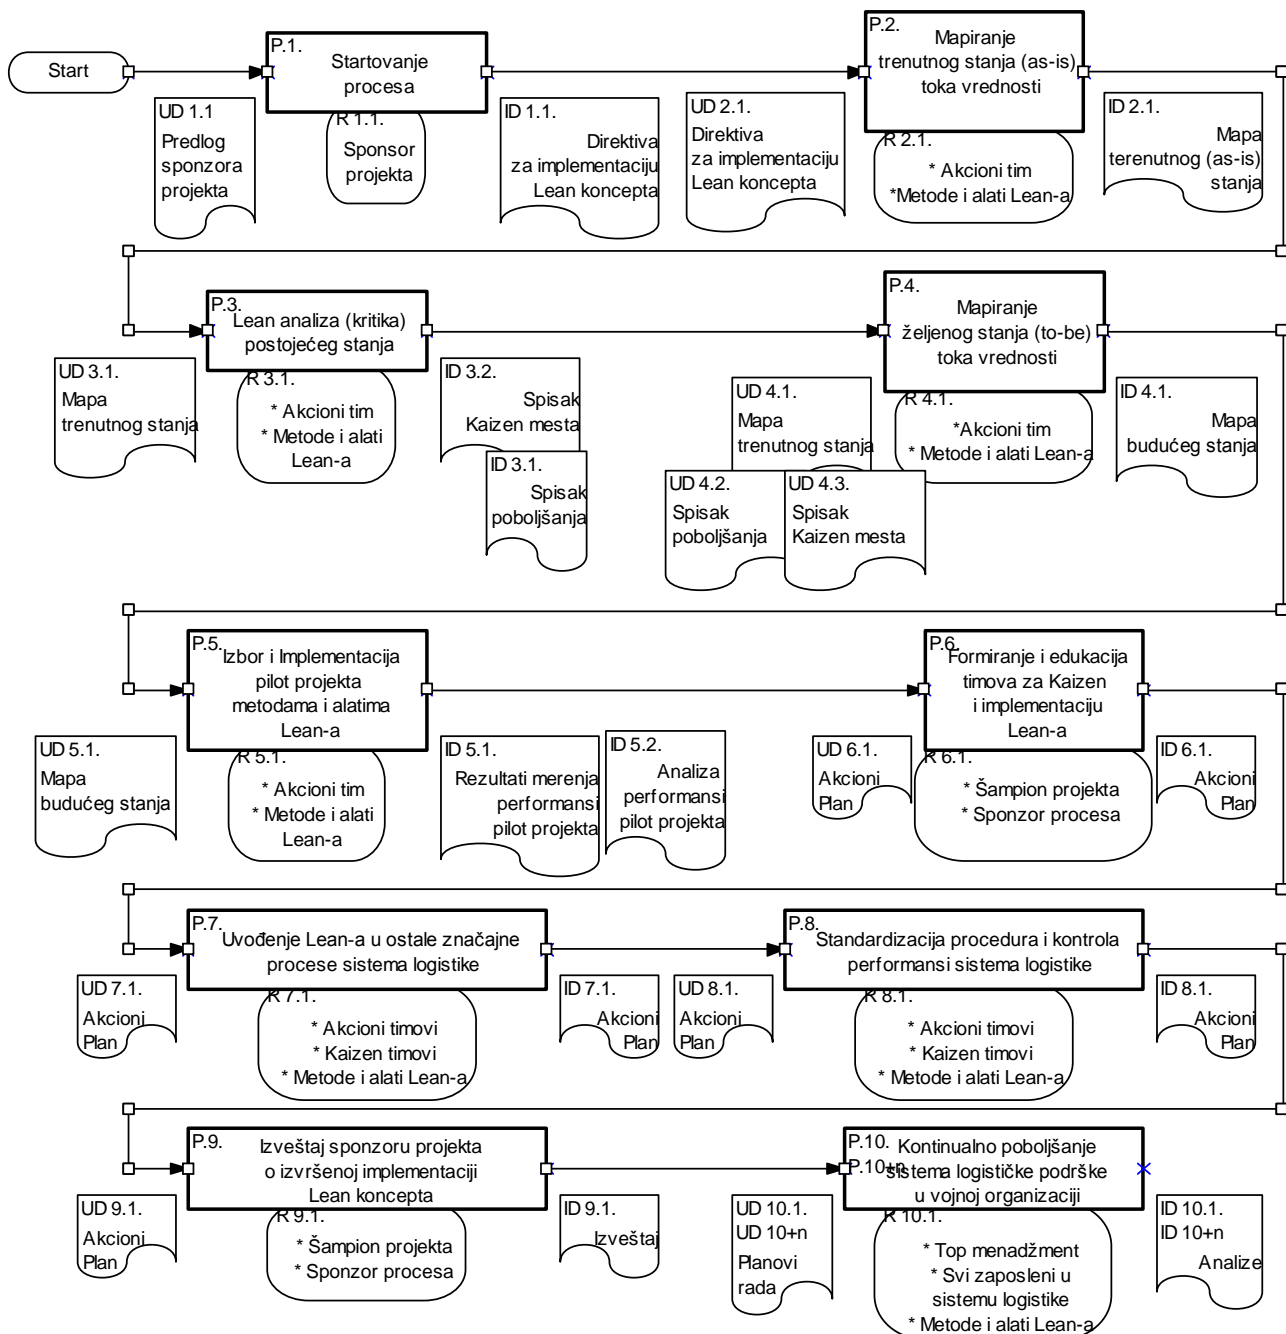 Start
P.1.
Startovanje
procesa
P.2.
Mapiranje
trenutnog stanja (as-is)
toka vrednosti
UD 1.1
Predlog
sponzora
projekta
R 1.1.
Sponsor
projekta
ID 1.1.
Direktiva
za implementaciju
Lean koncepta
UD 2.1.
Direktiva
za implementaciju
Lean koncepta
R 2.1.
* Akcioni tim
*Metode i alati Lean-a
ID 2.1.
Mapa
terenutnog (as-is)
stanja
P.3.
Lean analiza (kritika)
postojećeg stanja
P.4.
Mapiranje
željenog stanja (to-be)
toka vrednosti
UD 3.1.
Mapa
trenutnog stanja
R 3.1.
* Akcioni tim
* Metode i alati
Lean-a
ID 3.2.
Spisak
Kaizen mesta
ID 3.1.
Spisak
poboljšanja
UD 4.1.
Mapa
trenutnog stanja
UD 4.2.
Spisak
poboljšanja
UD 4.3.
Spisak
Kaizen mesta
R 4.1.
*Akcioni tim
* Metode i alati Lean-a
ID 4.1.
Mapa
budućeg stanja
P.5.
Izbor i Implementacija
pilot projekta
metodama i alatima
Lean-a
P.6.
Formiranje i edukacija
timova za Kaizen
i implementaciju
Lean-a
UD 5.1.
Mapa
budućeg stanja
R 5.1.
* Akcioni tim
* Metode i alati
Lean-a
ID 5.1.
Rezultati merenja
performansi
pilot projekta
ID 5.2.
Analiza
performansi
pilot projekta
UD 6.1.
Akcioni
Plan
R 6.1.
* Šampion projekta
* Sponzor procesa
ID 6.1.
Akcioni
Plan
P.7.
Uvođenje Lean-a u ostale značajne
procese sistema logistike
P.8.
Standardizacija procedura i kontrola
performansi sistema logistike
UD 7.1.
Akcioni
Plan
R 7.1.
* Akcioni timovi
* Kaizen timovi
* Metode i alati Lean-a
ID 7.1.
Akcioni
Plan
UD 8.1.
Akcioni
Plan
R 8.1.
* Akcioni timovi
* Kaizen timovi
* Metode i alati Lean-a
ID 8.1.
Akcioni
Plan
P.9.
Izveštaj sponzoru projekta
o izvršenoj implementaciji
Lean koncepta
P.10.
P.10+n
Kontinualno poboljšanje
sistema logističke podrške
u vojnoj organizaciji
UD 9.1.
Akcioni
Plan
R 9.1.
* Šampion projekta
* Sponzor procesa
ID 9.1.
Izveštaj
UD 10.1.
UD 10+n
Planovi
rada
R 10.1.
* Top menadžment
* Svi zaposleni u
sistemu logistike
* Metode i alati Lean-a
ID 10.1.
ID 10+n
Analize